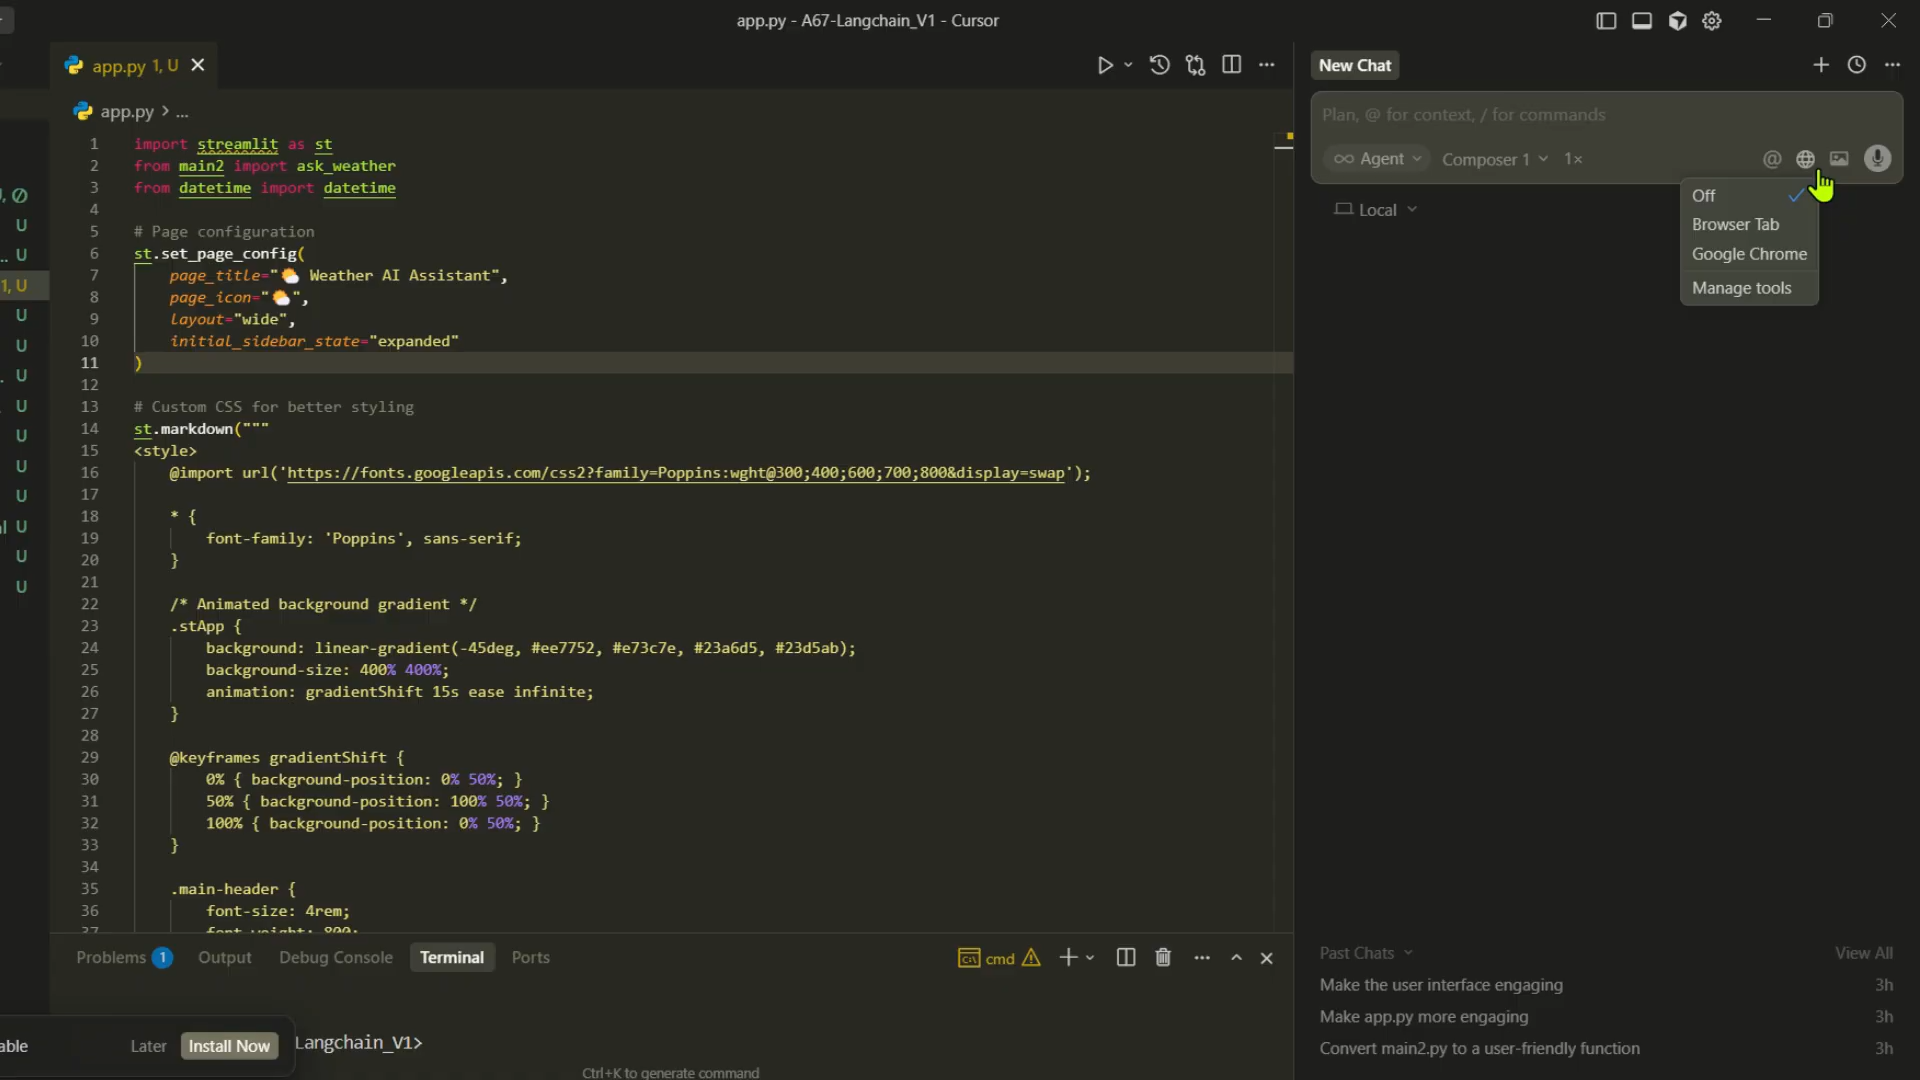 app.py - A67-Langchain_V1 - Cursor
app.py 1, U
app.py > ...
1 import streamlit as st
2 from main2 import ask_weather
3 from datetime import datetime
4
5 # Page configuration
6 st.set_page_config(
7 page_title="🌤️ Weather AI Assistant",
8 page_icon="🌤️",
9 layout="wide",
10 initial_sidebar_state="expanded"
11 )
12
13 # Custom CSS for better styling
14 st.markdown("""
15 <style>
16 @import url('https://fonts.googleapis.com/css2?family=Poppins:wght@300;400;600;700;800&display=swap');
17
18 * {
19 font-family: 'Poppins', sans-serif;
20 }
21
22 /* Animated background gradient */
23 .stApp {
24 background: linear-gradient(-45deg, #ee7752, #e73c7e, #23a6d5, #23d5ab);
25 background-size: 400% 400%;
26 animation: gradientShift 15s ease infinite;
27 }
28
29 @keyframes gradientShift {
30 0% { background-position: 0% 50%; }
31 50% { background-position: 100% 50%; }
32 100% { background-position: 0% 50%; }
33 }
34
35 .main-header {
36 font-size: 4rem;
37 font-weight: 800;
U
U
U
1, U
U
U
U
U
U
U
U
U
U
U
Problems 1 Output Debug Console Terminal Ports
cmd
Later Install Now
Langchain_V1>
Ctrl+K to generate command
New Chat
Plan, @ for context, / for commands
Agent Composer 1 1×
Local
Off
Browser Tab
Google Chrome
Manage tools
Past Chats View All
Make the user interface engaging 3h
Make app.py more engaging 3h
Convert main2.py to a user-friendly function 3h